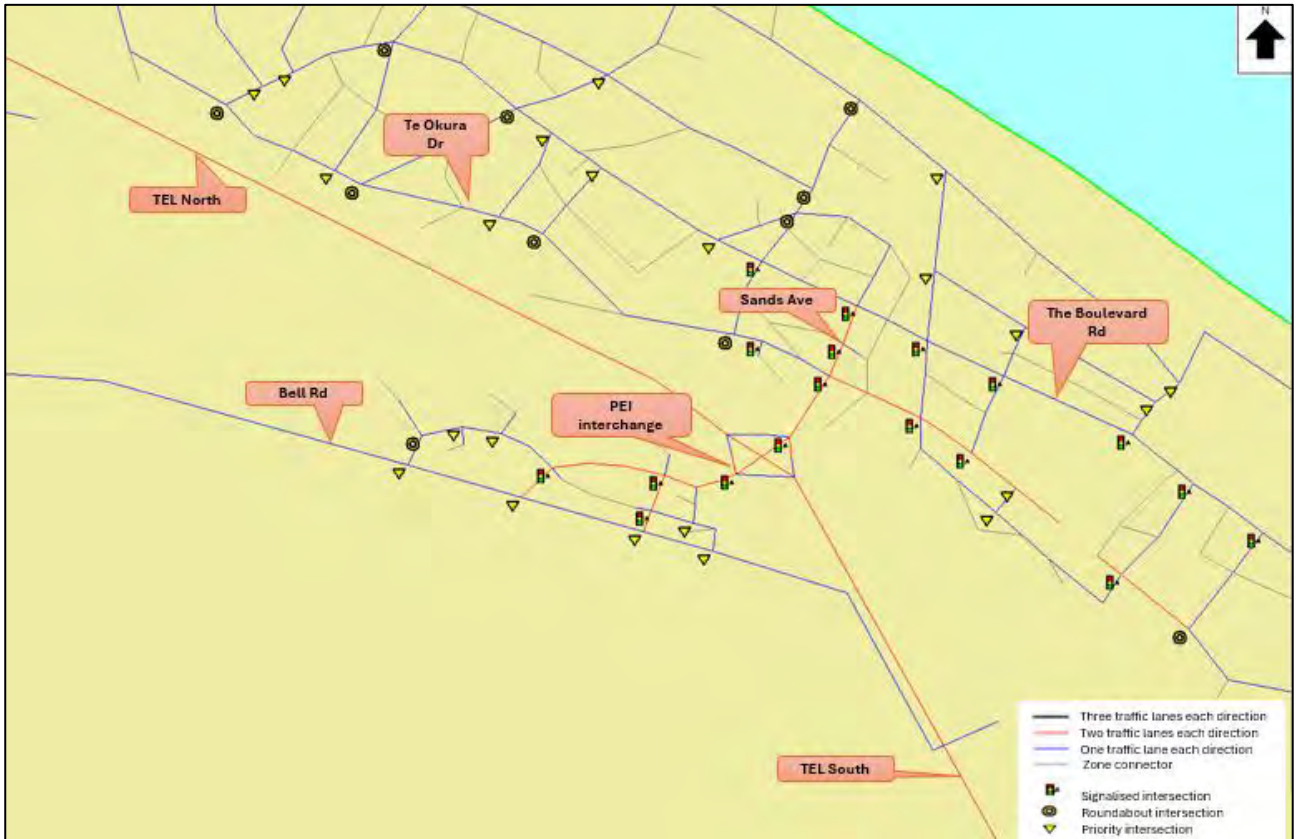 N
Te Okura
Dr
TEL North
Sands Ave
The Boulevard
Rd
Bell Rd
PEI
interchange
TEL South
Three traffic lanes each direction
Two traffic lanes each direction
One traffic lane each direction
Zone connector
Signalised intersection
Roundabout intersection
Priority intersection